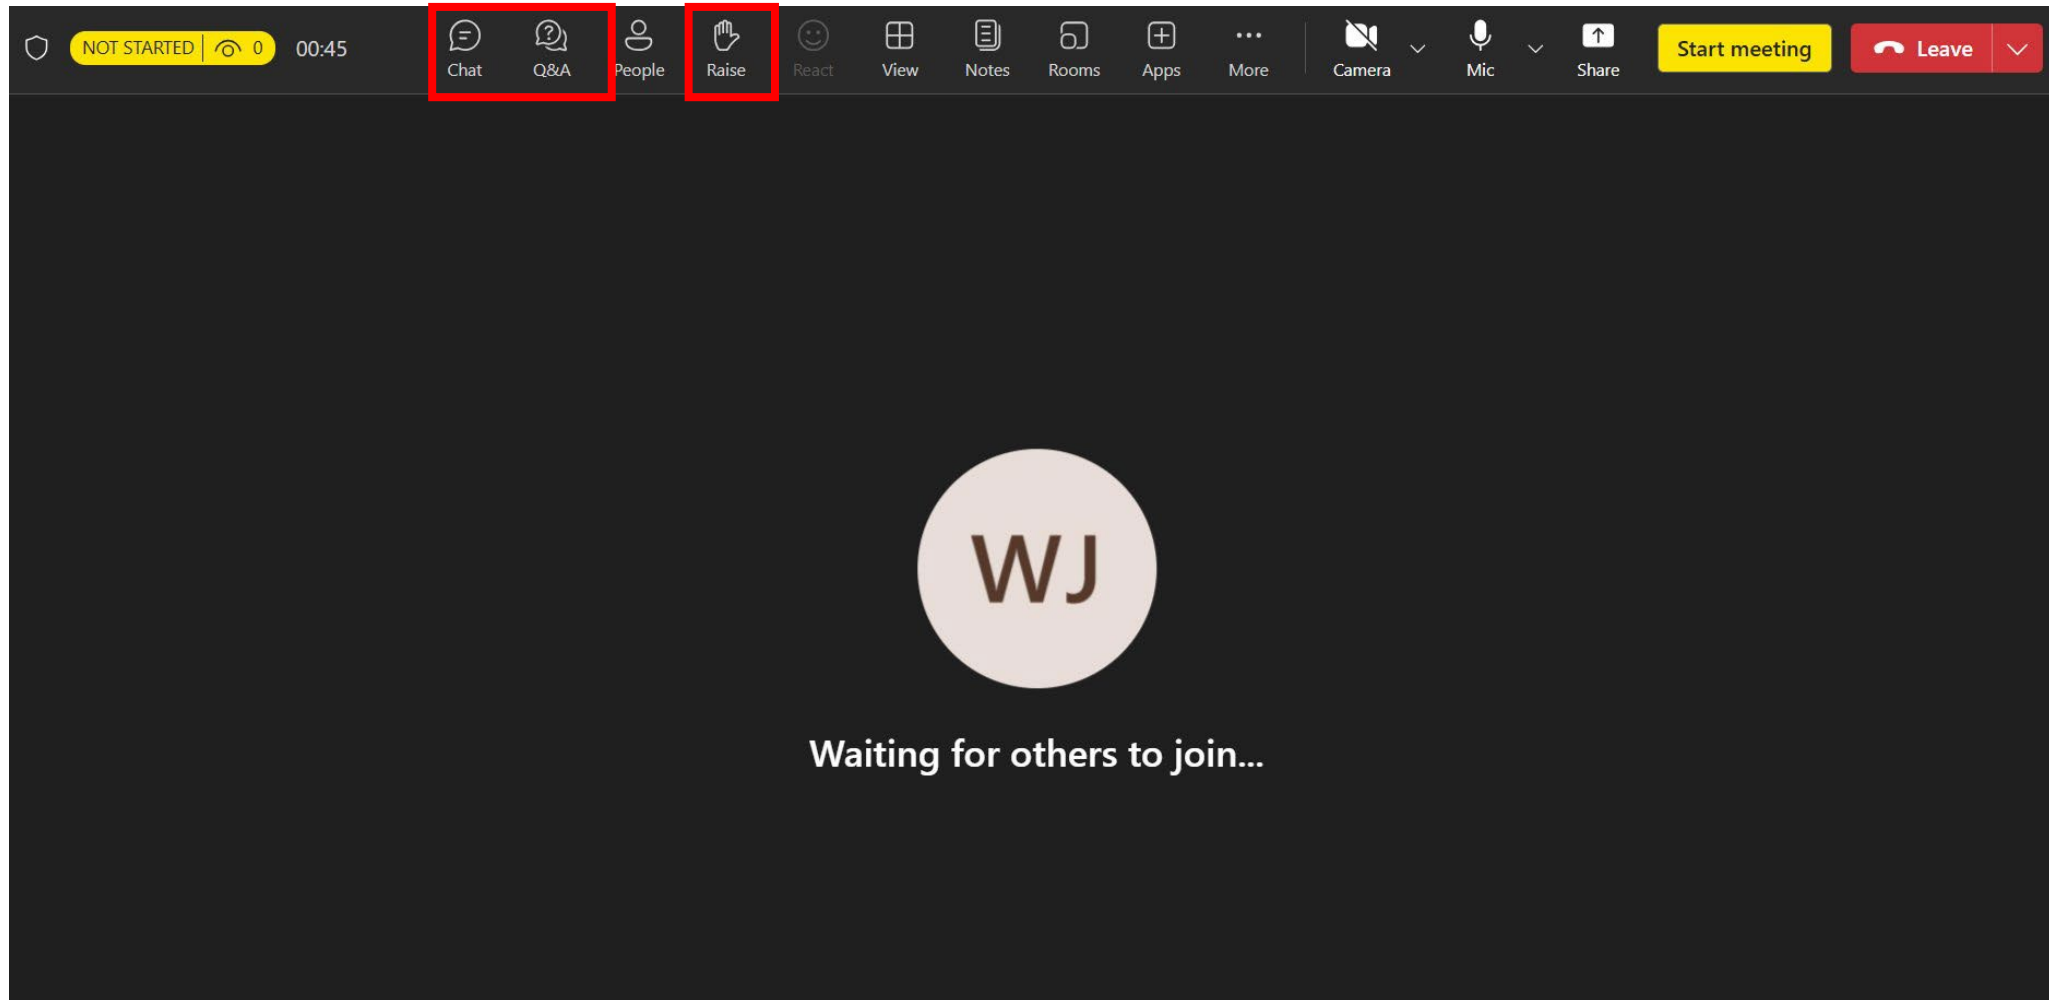 NOT STARTED 0 00:45 Chat Q&A People Raise React View Notes Rooms Apps More Camera Mic Share Start meeting Leave
WJ
Waiting for others to join...